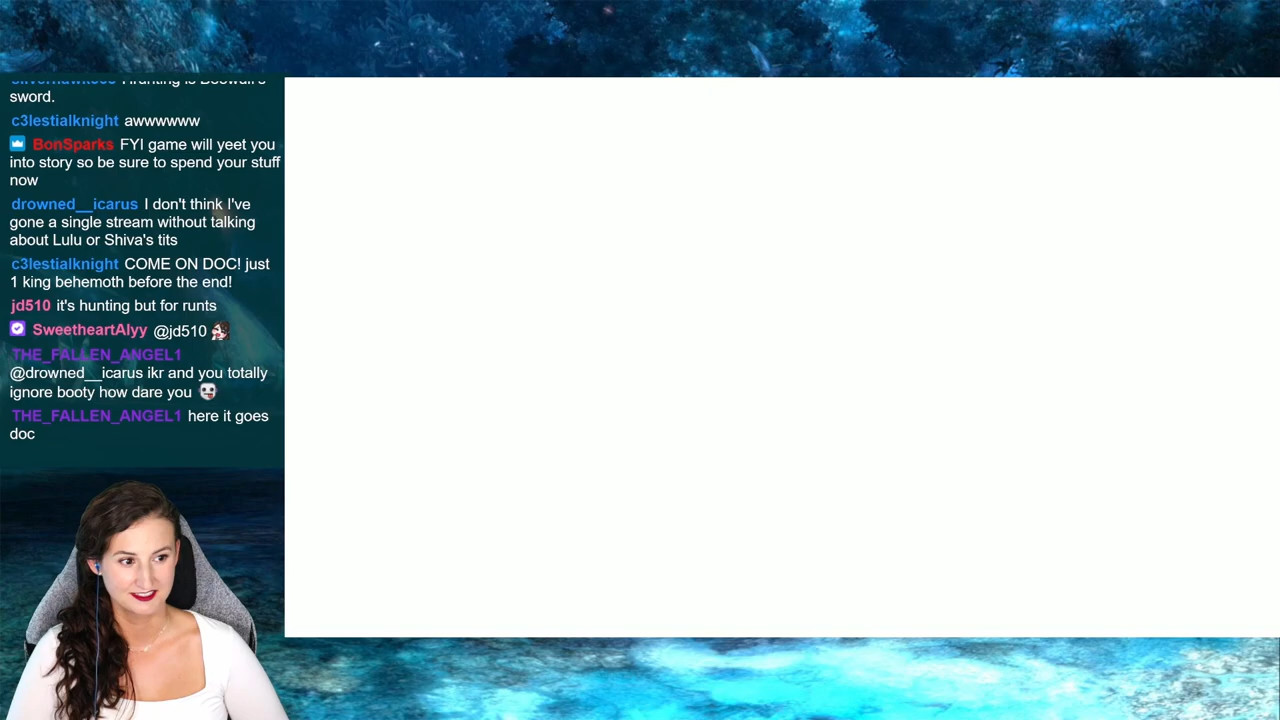 sword.
c3lestialknight awwwwww
BonSparks FYI game will yeet you
into story so be sure to spend your stuff
now
drowned__icarus I don't think I've
gone a single stream without talking
about Lulu or Shiva's tits
c3lestialknight COME ON DOC! just
1 king behemoth before the end!
jd510 it's hunting but for runts
SweetheartAlyy @jd510
THE_FALLEN_ANGEL1
@drowned__icarus ikr and you totally
ignore booty how dare you
THE_FALLEN_ANGEL1 here it goes
doc